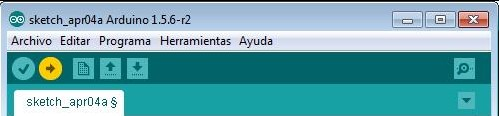 sketch_apr04a Arduino 1.5.6-r2
Archivo Editar Programa Herramientas Ayuda
sketch_apr04a §